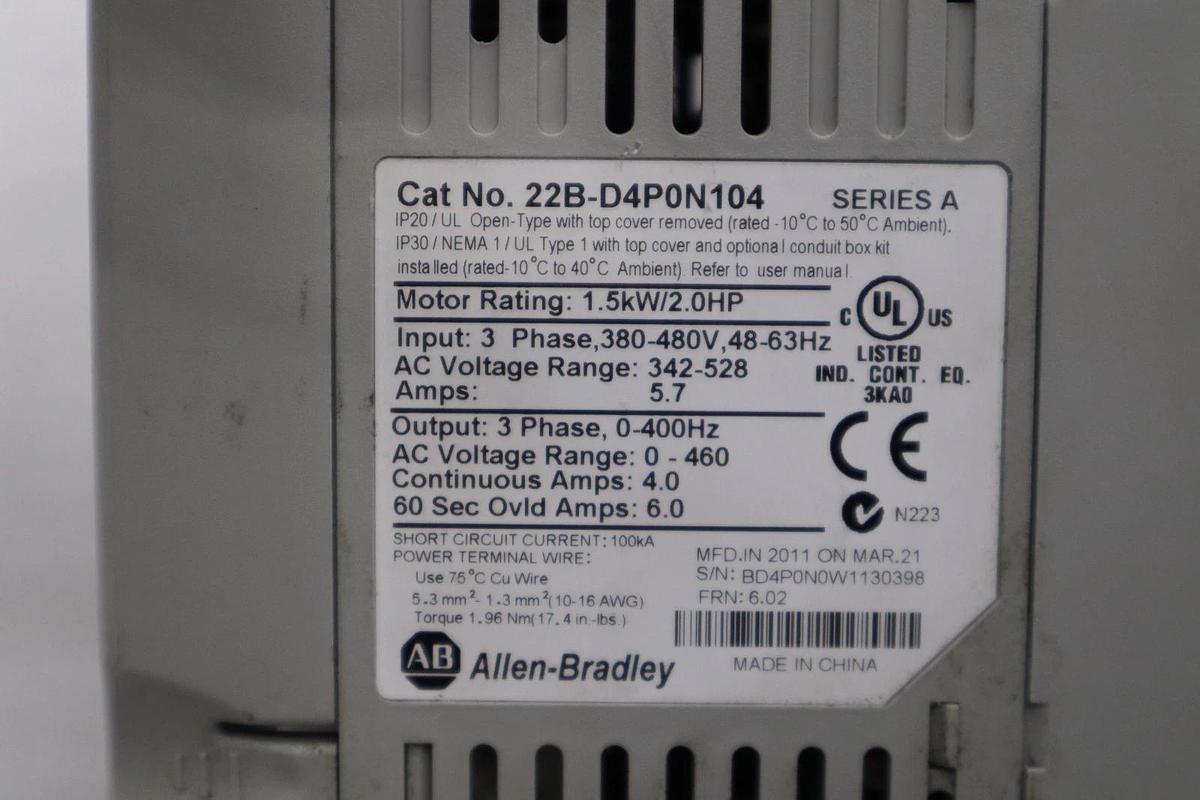 Cat No. 22B-D4P0N104 SERIES A
IP20 / UL Open-Type with top cover removed (rated -10°C to 50°C Ambient).
IP30 / NEMA 1 / UL Type 1 with top cover and optional conduit box kit
installed (rated-10°C to 40°C Ambient). Refer to user manual
Motor Rating: 1.5kW/2.0HP
C UL US
LISTED
IND. CONT. EQ.
3KA0
Input: 3 Phase,380-480V,48-63Hz
AC Voltage Range: 342-528
Amps: 5.7
CE
Output: 3 Phase, 0-400Hz
AC Voltage Range: 0 - 460
Continuous Amps: 4.0
60 Sec Ovld Amps: 6.0
N223
SHORT CIRCUIT CURRENT: 100kA
POWER TERMINAL WIRE:
Use 75°C Cu Wire
5.3 mm²- 1.3 mm²(10-16 AWG)
Torque 1.96 Nm(17.4 in.-lbs.)
MFD.IN 2011 ON MAR.21
S/N: BD4P0N0W1130398
FRN: 6.02
AB Allen-Bradley
MADE IN CHINA